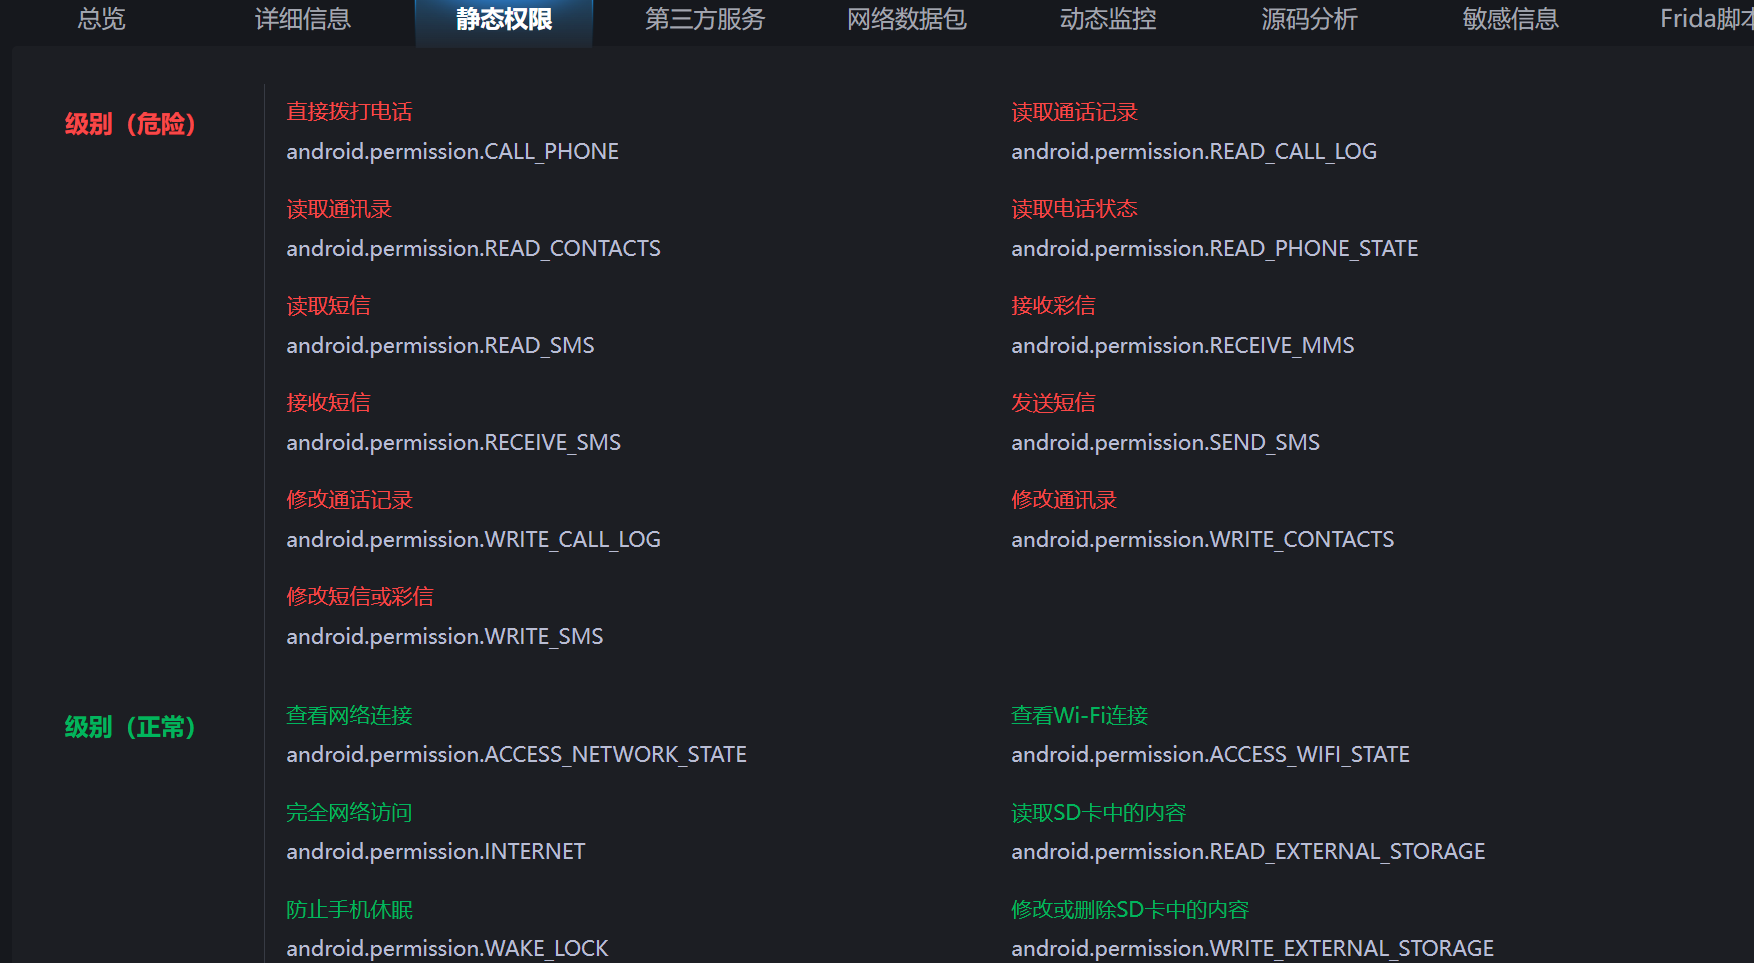 总览 详细信息 静态权限 第三方服务 网络数据包 动态监控 源码分析 敏感信息 Frida脚本
级别（危险）
直接拨打电话 读取通话记录
android.permission.CALL_PHONE android.permission.READ_CALL_LOG
读取通讯录 读取电话状态
android.permission.READ_CONTACTS android.permission.READ_PHONE_STATE
读取短信 接收彩信
android.permission.READ_SMS android.permission.RECEIVE_MMS
接收短信 发送短信
android.permission.RECEIVE_SMS android.permission.SEND_SMS
修改通话记录 修改通讯录
android.permission.WRITE_CALL_LOG android.permission.WRITE_CONTACTS
修改短信或彩信
android.permission.WRITE_SMS
级别（正常）
查看网络连接 查看Wi-Fi连接
android.permission.ACCESS_NETWORK_STATE android.permission.ACCESS_WIFI_STATE
完全网络访问 读取SD卡中的内容
android.permission.INTERNET android.permission.READ_EXTERNAL_STORAGE
防止手机休眠 修改或删除SD卡中的内容
android.permission.WAKE_LOCK android.permission.WRITE_EXTERNAL_STORAGE